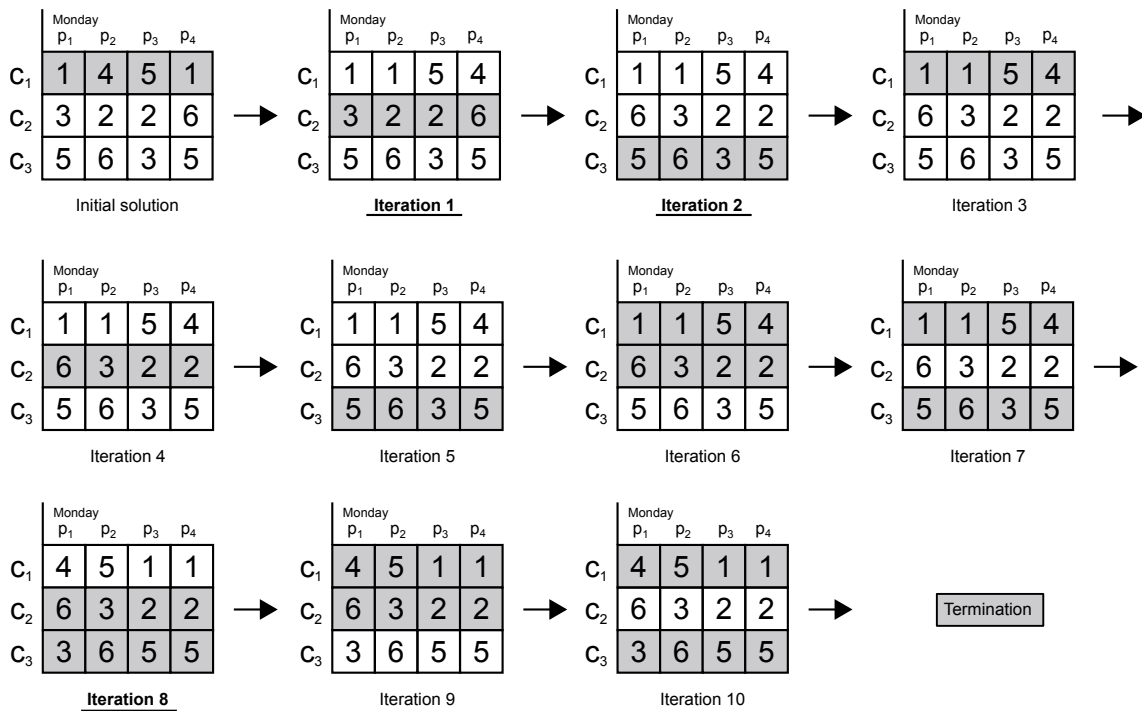 Monday Monday Monday Monday
p1 p2 p3 p4 p1 p2 p3 p4 p1 p2 p3 p4 p1 p2 p3 p4
C1 1 4 5 1 C1 1 1 5 4 C1 1 1 5 4 C1 1 1 5 4
C2 3 2 2 6 C2 3 2 2 6 C2 6 3 2 2 C2 6 3 2 2
C3 5 6 3 5 C3 5 6 3 5 C3 5 6 3 5 C3 5 6 3 5
Initial solution Iteration 1 Iteration 2 Iteration 3
Monday Monday Monday Monday
p1 p2 p3 p4 p1 p2 p3 p4 p1 p2 p3 p4 p1 p2 p3 p4
C1 1 1 5 4 C1 1 1 5 4 C1 1 1 5 4 C1 1 1 5 4
C2 6 3 2 2 C2 6 3 2 2 C2 6 3 2 2 C2 6 3 2 2
C3 5 6 3 5 C3 5 6 3 5 C3 5 6 3 5 C3 5 6 3 5
Iteration 4 Iteration 5 Iteration 6 Iteration 7
Monday Monday Monday
p1 p2 p3 p4 p1 p2 p3 p4 p1 p2 p3 p4
C1 4 5 1 1 C1 4 5 1 1 C1 4 5 1 1
C2 6 3 2 2 C2 6 3 2 2 C2 6 3 2 2 Termination
C3 3 6 5 5 C3 3 6 5 5 C3 3 6 5 5
Iteration 8 Iteration 9 Iteration 10